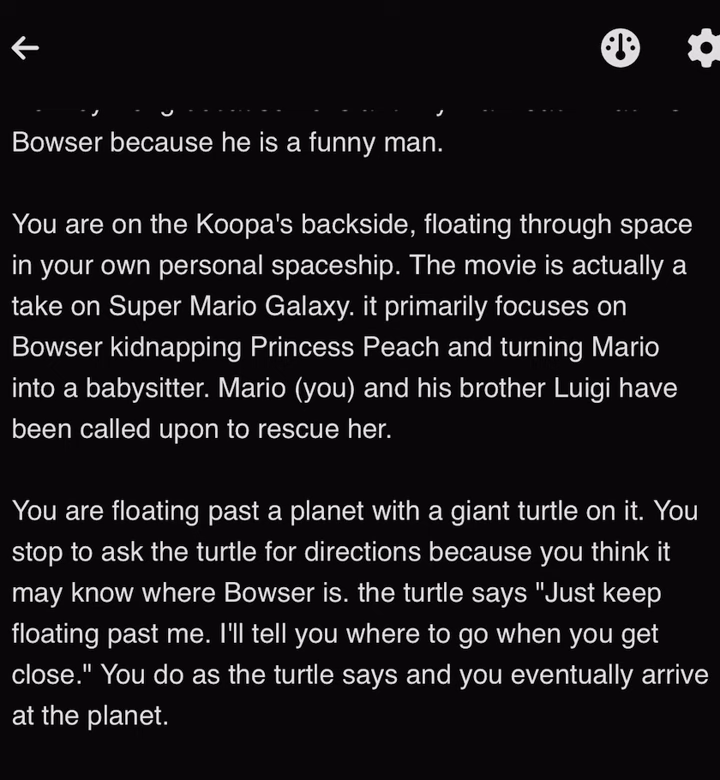 Bowser because he is a funny man.
You are on the Koopa's backside, floating through space
in your own personal spaceship. The movie is actually a
take on Super Mario Galaxy. it primarily focuses on
Bowser kidnapping Princess Peach and turning Mario
into a babysitter. Mario (you) and his brother Luigi have
been called upon to rescue her.
You are floating past a planet with a giant turtle on it. You
stop to ask the turtle for directions because you think it
may know where Bowser is. the turtle says "Just keep
floating past me. I'll tell you where to go when you get
close." You do as the turtle says and you eventually arrive
at the planet.